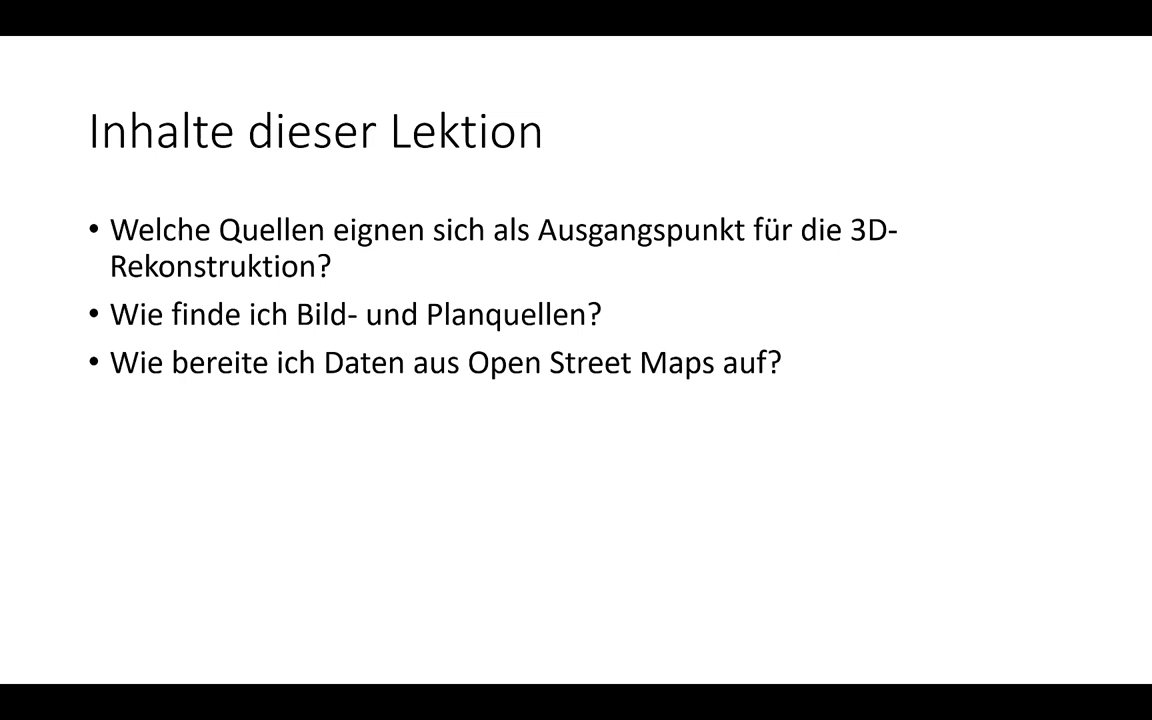 Inhalte dieser Lektion
• Welche Quellen eignen sich als Ausgangspunkt für die 3D-
Rekonstruktion?
• Wie finde ich Bild- und Planquellen?
• Wie bereite ich Daten aus Open Street Maps auf?